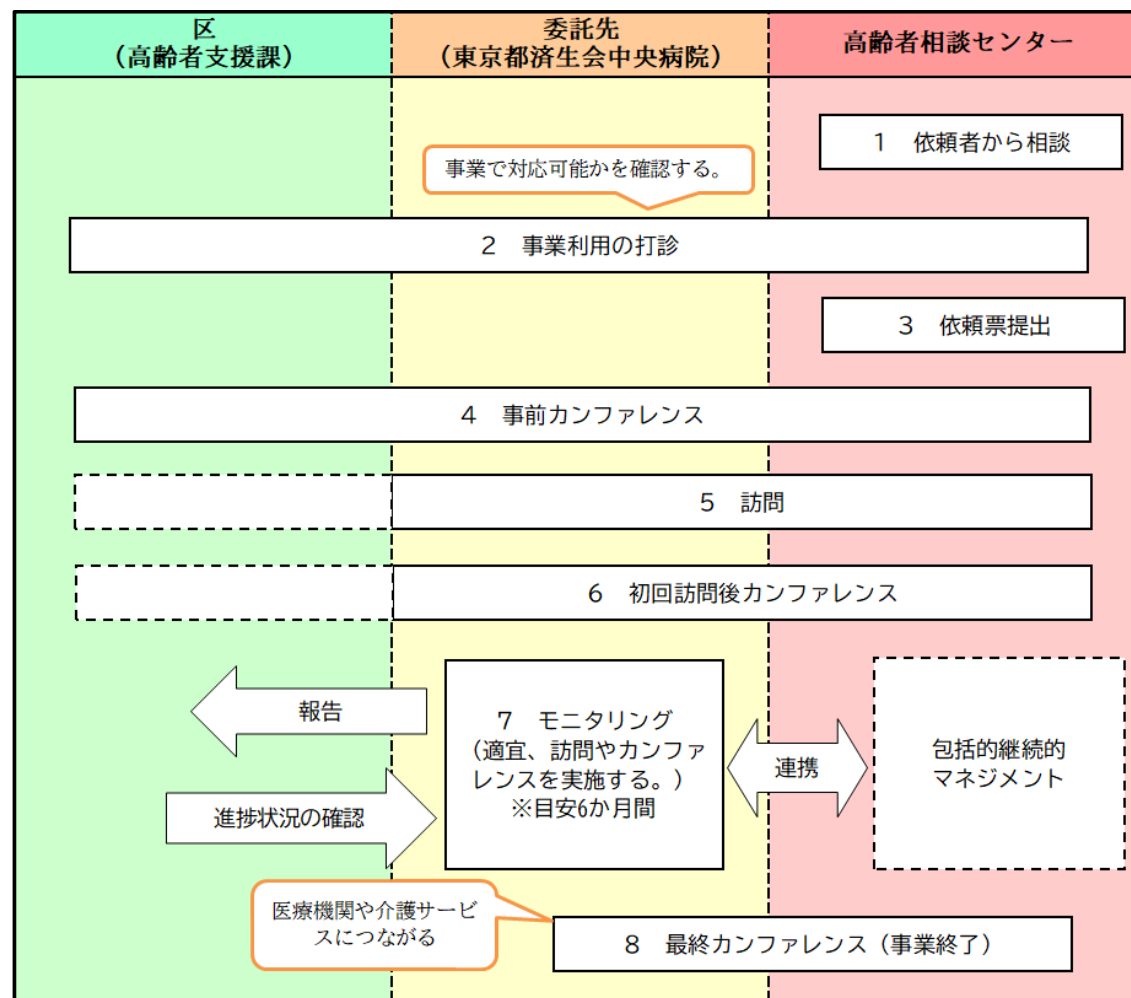 区
（高齢者支援課）
委託先
（東京都済生会中央病院）
高齢者相談センター
1　依頼者から相談
事業で対応可能かを確認する。
2　事業利用の打診
3　依頼票提出
4　事前カンファレンス
5　訪問
6　初回訪問後カンファレンス
報告
進捗状況の確認
7　モニタリング
（適宜、訪問やカンファ
レンスを実施する。）
※目安6か月間
連携
包括的継続的
マネジメント
医療機関や介護サービ
スにつながる
8　最終カンファレンス（事業終了）